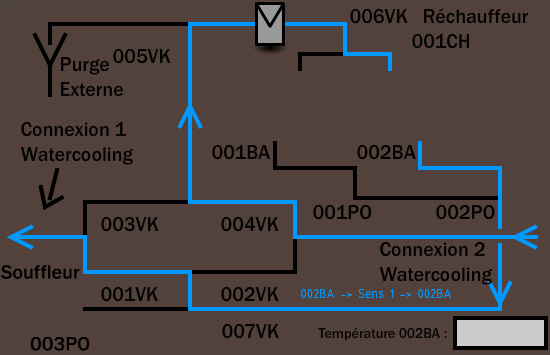 006VK Réchauffeur
001CH
005VK
Purge
Externe
Connexion 1
Watercooling
001BA
002BA
001PO
002PO
003VK
004VK
Connexion 2
Watercooling
Souffleur
001VK
002VK
002BA -> Sens 1 -> 002BA
007VK
Température 002BA :
003PO